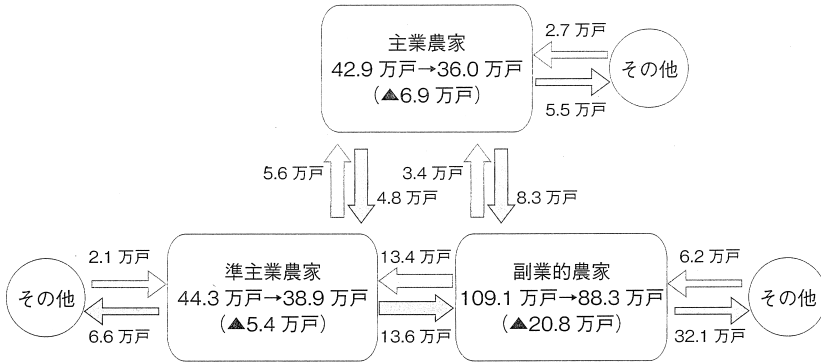 主業農家
42.9 万戸→36.0 万戸
（▲6.9 万戸）
2.7 万戸
その他
5.5 万戸
5.6 万戸
4.8 万戸
3.4 万戸
8.3 万戸
その他
2.1 万戸
6.6 万戸
準主業農家
44.3 万戸→38.9 万戸
（▲5.4 万戸）
13.4 万戸
13.6 万戸
副業的農家
109.1 万戸→88.3 万戸
（▲20.8 万戸）
6.2 万戸
32.1 万戸
その他